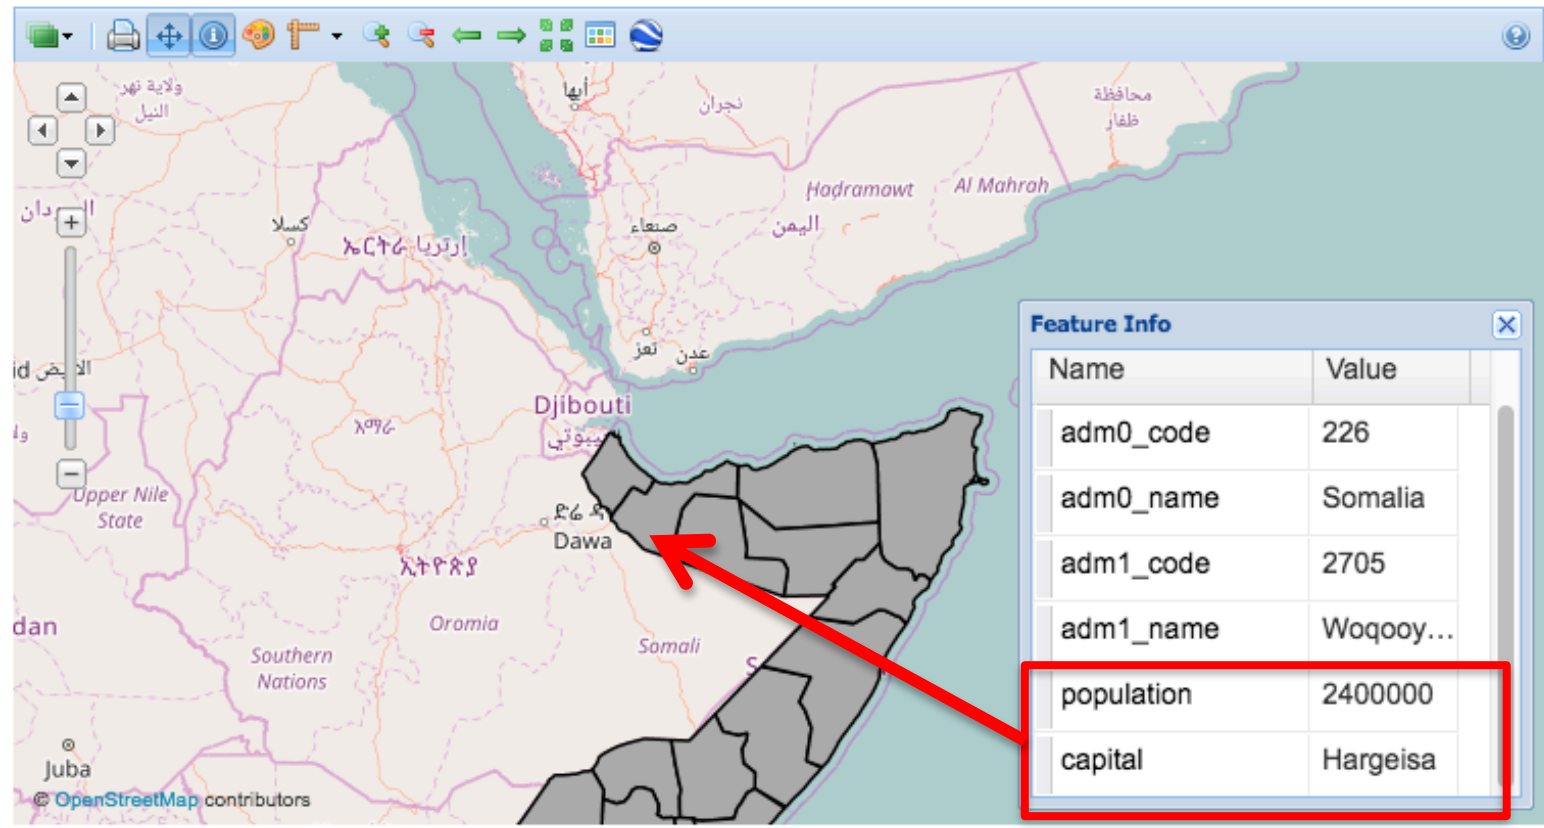 ولاية نهر
النيل
أبها
نجران
محافظة
ظفار
Ḥaḍramawt
Al Mahrah
كسلا
صنعاء
اليمن
ኤርትራ إرتريا
تعز
عدن
Djibouti
جيبوتي
አማራ
Upper Nile
State
ድሬ ዳ
Dawa
ኢትዮጵያ
Oromia
dan
Southern
Nations
Somali
Juba
© OpenStreetMap contributors
Feature Info
Name Value
adm0_code 226
adm0_name Somalia
adm1_code 2705
adm1_name Woqooy...
population 2400000
capital Hargeisa